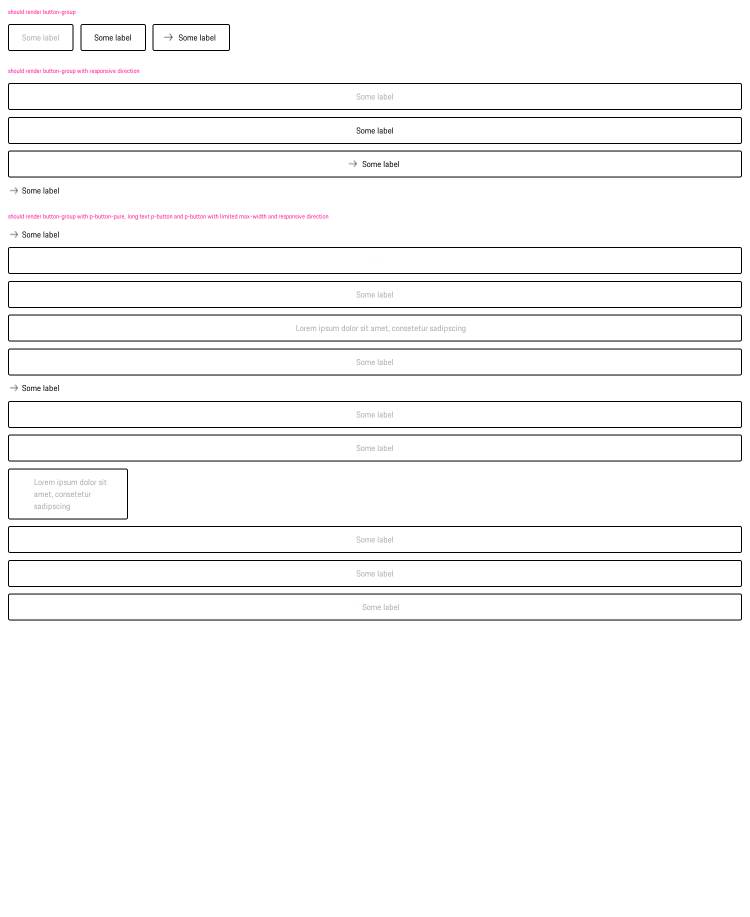 should render button-group
Some label
Some label
Some label
should render button-group with responsive direction
Some label
Some label
Some label
Some label
should render button-group with p-button-pure, long text p-button and p-button with limited max-width and responsive direction
Some label
Some label
Lorem ipsum dolor sit amet, consetetur sadipscing
Some label
Some label
Some label
Some label
Lorem ipsum dolor sit
amet, consetetur
sadipscing
Some label
Some label
Some label